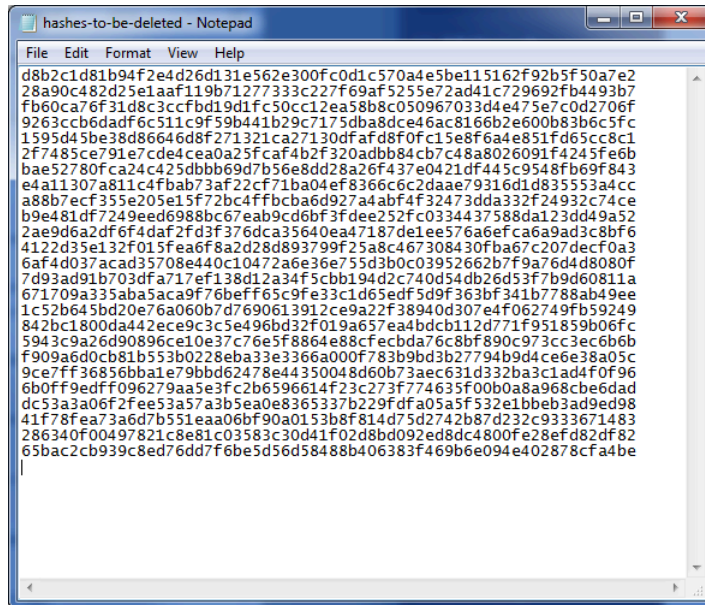 hashes-to-be-deleted - Notepad
File Edit Format View Help
d8b2c1d81b94f2e4d26d131e562e300fc0d1c570a4e5be115162f92b5f50a7e2
28a90c482d25e1aaf119b71277333c227f69af5255e72ad41c729692fb4493b7
fb60ca76f31d8c3ccfbd19d1fc50cc12ea58b8c050967033d4e475e7c0d2706f
9263ccb6dadf6c511c9f59b441b29c7175dba8dce46ac8166b2e600b83b6c5fc
1595d45be38d86646d8f271321ca27130dfafd8f0fc15e8f6a4e851fd65cc8c1
2f7485ce791e7cde4cea0a25fcaf4b2f320adbb84cb7c48a8026091f4245fe6b
bae52780fca24c425dbbb69d7b56e8dd28a26f437e0421df445c9548fb69f843
e4a11307a811c4fbab73af22cf71ba04ef8366c6c2daae79316d1d835553a4cc
a88b7ecf355e205e15f72bc4ffbcba6d927a4abf4f32473dda332f24932c74ce
b9e481df7249eed6988bc67eab9cd6bf3fdee252fc0334437588da123dd49a52
2ae9d6a2df6f4daf2fd3f376dca35640ea47187de1ee576a6efca6a9ad3c8bf6
4122d35e132f015fea6f8a2d28d893799f25a8c467308430fba67c207decf0a3
6af4d037acad35708e440c10472a6e36e755d3b0c03952662b7f9a76d4d8080f
7d93ad91b703dfa717ef138d12a34f5cbb194d2c740d54db26d53f7b9d60811a
671709a335aba5aca9f76beff65c9fe33c1d65edf5d9f363bf341b7788ab49ee
1c52b645bd20e76a060b7d7690613912ce9a22f38940d307e4f062749fb59249
842bc1800da442ece9c3c5e496bd32f019a657ea4bdcb112d771f951859b06fc
5943c9a26d90896ce10e37c76e5f8864e88cfecbda76c8bf890c973cc3ec6b6b
f909a6d0cb81b553b0228eba33e3366a000f783b9bd3b27794b9d4ce6e38a05c
9ce7ff36856bba1e79bbd62478e44350048d60b73aec631d332ba3c1ad4f0f96
6b0ff9edff096279aa5e3fc2b6596614f23c273f774635f00b0a8a968cbe6dad
dc53a3a06f2fee53a57a3b5ea0e8365337b229fdfa05a5f532e1bbeb3ad9ed98
41f78fea73a6d7b551eaa06bf90a0153b8f814d75d2742b87d232c9333671483
286340f00497821c8e81c03583c30d41f02d8bd092ed8dc4800fe28efd82df82
65bac2cb939c8ed76dd7f6be5d56d58488b406383f469b6e094e402878cfa4be